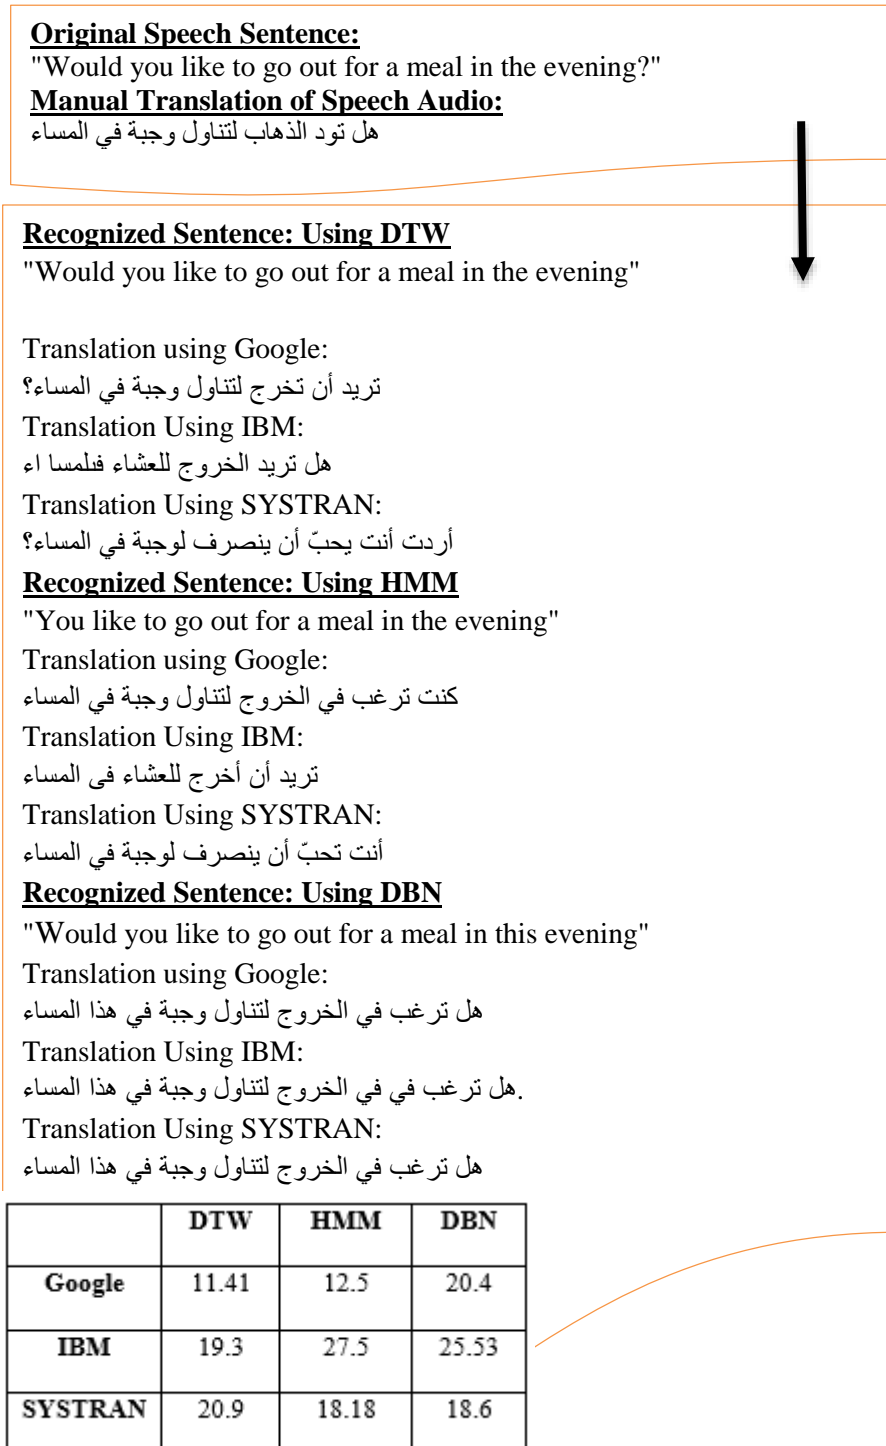 Original Speech Sentence:
"Would you like to go out for a meal in the evening?"
Manual Translation of Speech Audio:
هل تود الذهاب لتناول وجبة في المساء
Recognized Sentence: Using DTW
"Would you like to go out for a meal in the evening"
Translation using Google:
تريد أن تخرج لتناول وجبة في المساء؟
Translation Using IBM:
هل تريد الخروج للعشاء فىلمسا اء
Translation Using SYSTRAN:
أردت أنت يحبّ أن ينصرف لوجبة في المساء؟
Recognized Sentence: Using HMM
"You like to go out for a meal in the evening"
Translation using Google:
كنت ترغب في الخروج لتناول وجبة في المساء
Translation Using IBM:
تريد أن أخرج للعشاء فى المساء
Translation Using SYSTRAN:
أنت تحبّ أن ينصرف لوجبة في المساء
Recognized Sentence: Using DBN
"Would you like to go out for a meal in this evening"
Translation using Google:
هل ترغب في الخروج لتناول وجبة في هذا المساء
Translation Using IBM:
هل ترغب في في الخروج لتناول وجبة في هذا المساء.
Translation Using SYSTRAN:
هل ترغب في الخروج لتناول وجبة في هذا المساء
DTW HMM DBN
Google 11.41 12.5 20.4
IBM 19.3 27.5 25.53
SYSTRAN 20.9 18.18 18.6